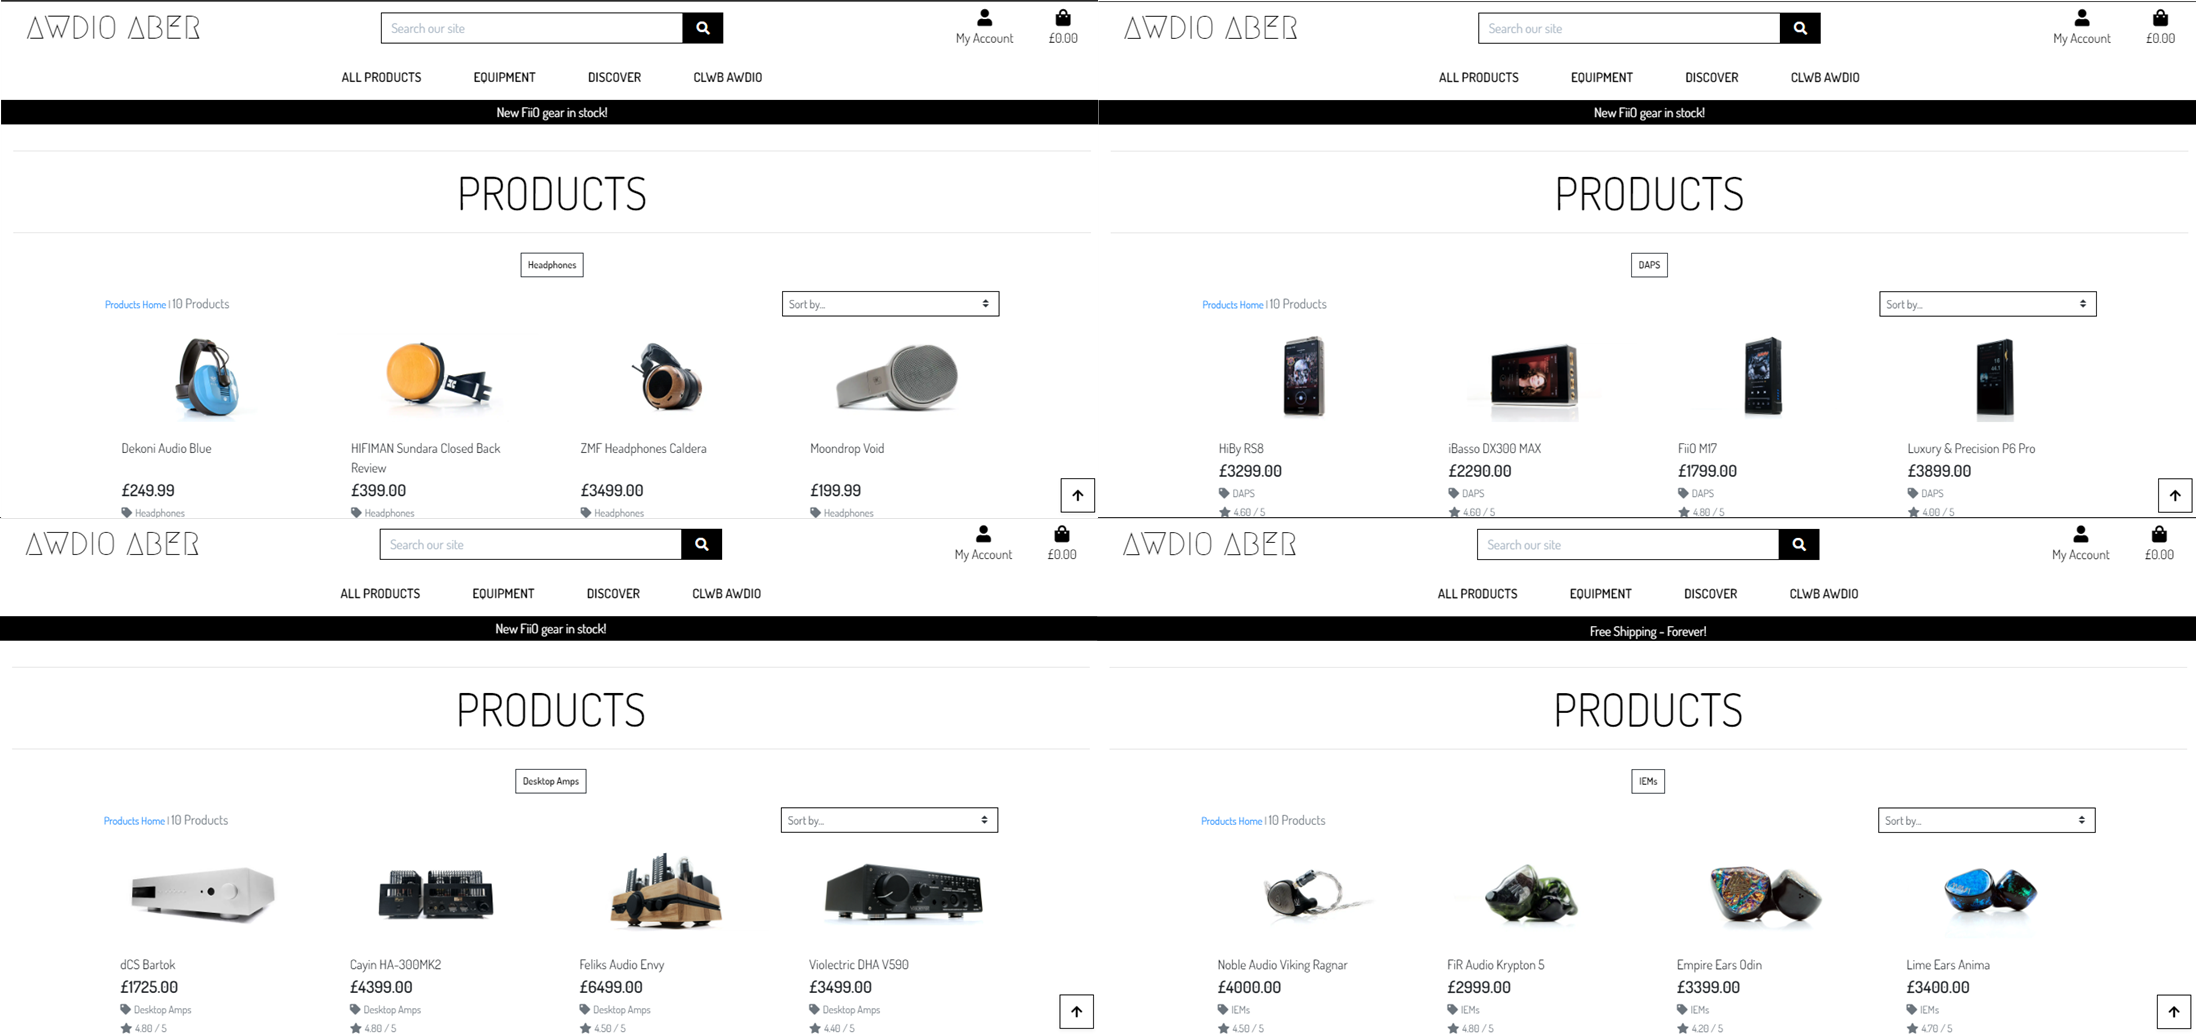 AWDIO ABER
Search our site
My Account
£0.00
ALL PRODUCTS EQUIPMENT DISCOVER CLWB AWDIO
New FiiO gear in stock!
PRODUCTS
Headphones
Products Home | 10 Products
Sort by...
Dekoni Audio Blue
£249.99
Headphones
HIFIMAN Sundara Closed Back
Review
£399.00
Headphones
ZMF Headphones Caldera
£3499.00
Headphones
Moondrop Void
£199.99
Headphones
AWDIO ABER
Search our site
My Account
£0.00
ALL PRODUCTS EQUIPMENT DISCOVER CLWB AWDIO
New FiiO gear in stock!
PRODUCTS
DAPS
Products Home | 10 Products
Sort by...
HiBy RS8
£3299.00
DAPS
4.60 / 5
iBasso DX300 MAX
£2290.00
DAPS
4.60 / 5
FiiO M17
£1799.00
DAPS
4.80 / 5
Luxury & Precision P6 Pro
£3899.00
DAPS
4.00 / 5
AWDIO ABER
Search our site
My Account
£0.00
ALL PRODUCTS EQUIPMENT DISCOVER CLWB AWDIO
New FiiO gear in stock!
PRODUCTS
Desktop Amps
Products Home | 10 Products
Sort by...
dCS Bartok
£1725.00
Desktop Amps
4.80 / 5
Cayin HA-300MK2
£4399.00
Desktop Amps
4.80 / 5
Feliks Audio Envy
£6499.00
Desktop Amps
4.50 / 5
Violectric DHA V590
£3499.00
Desktop Amps
4.40 / 5
AWDIO ABER
Search our site
My Account
£0.00
ALL PRODUCTS EQUIPMENT DISCOVER CLWB AWDIO
Free Shipping - Forever!
PRODUCTS
IEMs
Products Home | 10 Products
Sort by...
Noble Audio Viking Ragnar
£4000.00
IEMs
4.50 / 5
FiR Audio Krypton 5
£2999.00
IEMs
4.80 / 5
Empire Ears Odin
£3399.00
IEMs
4.20 / 5
Lime Ears Anima
£3400.00
IEMs
4.70 / 5